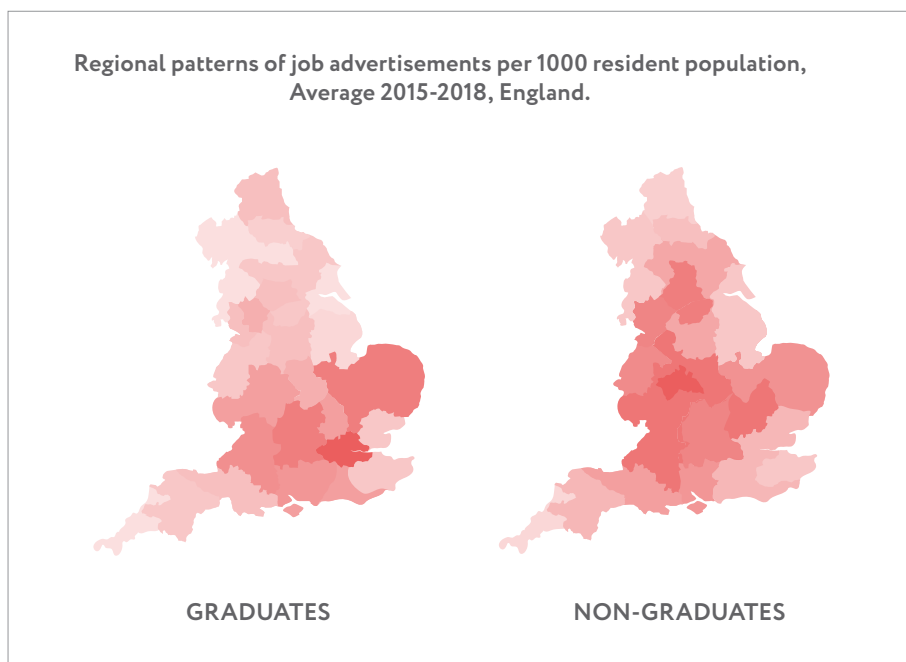 Regional patterns of job advertisements per 1000 resident population,
Average 2015-2018, England.
GRADUATES
NON-GRADUATES